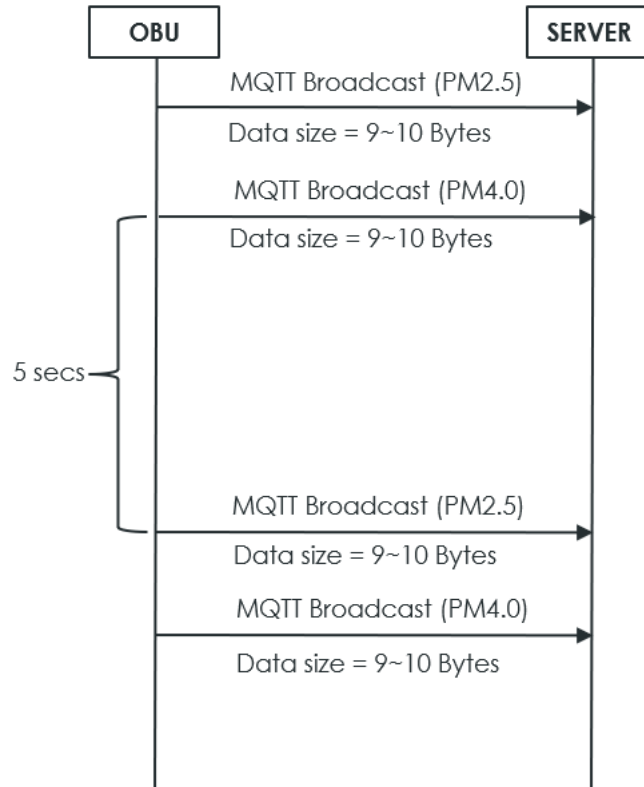 OBU
SERVER
MQTT Broadcast (PM2.5)
Data size = 9~10 Bytes
MQTT Broadcast (PM4.0)
Data size = 9~10 Bytes
5 secs
MQTT Broadcast (PM2.5)
Data size = 9~10 Bytes
MQTT Broadcast (PM4.0)
Data size = 9~10 Bytes